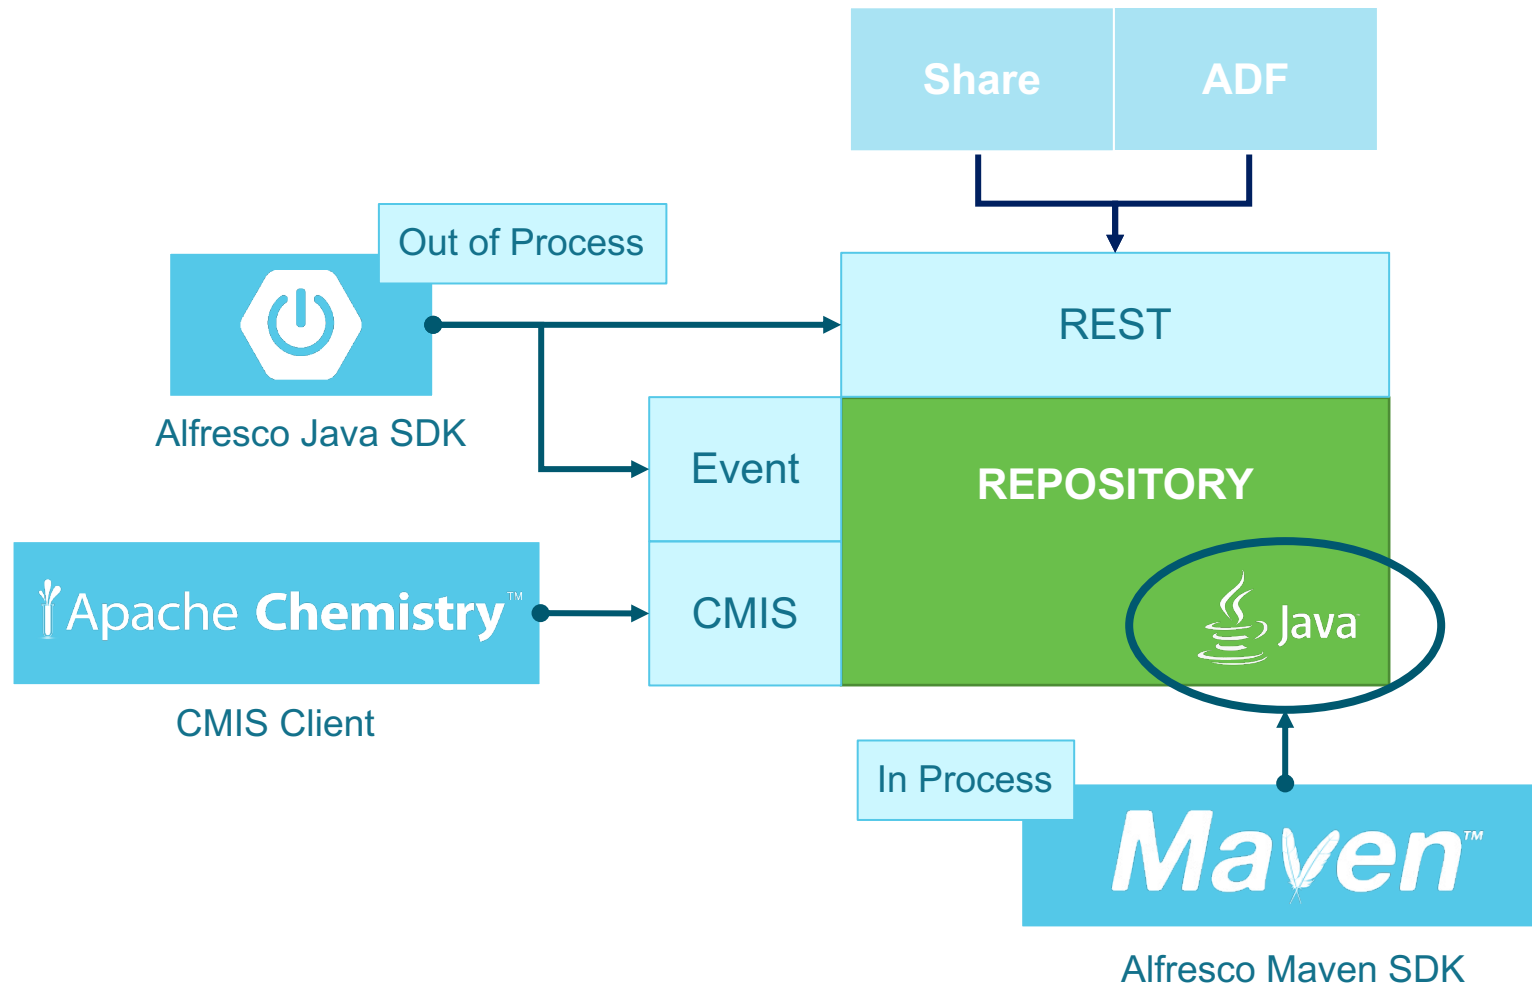 Share
ADF
Out of Process
REST
Alfresco Java SDK
Event
REPOSITORY
Apache Chemistry™
CMIS
Java
CMIS Client
In Process
Maven™
Alfresco Maven SDK